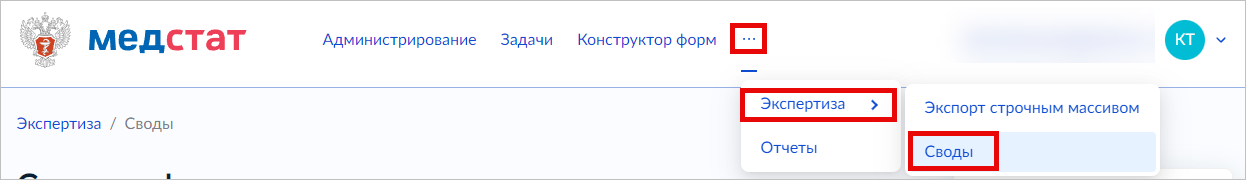 медстат
Администрирование Задачи Конструктор форм ... КТ
Экспертиза
Экспорт строчным массивом
Экспертиза / Своды
Отчеты
Своды